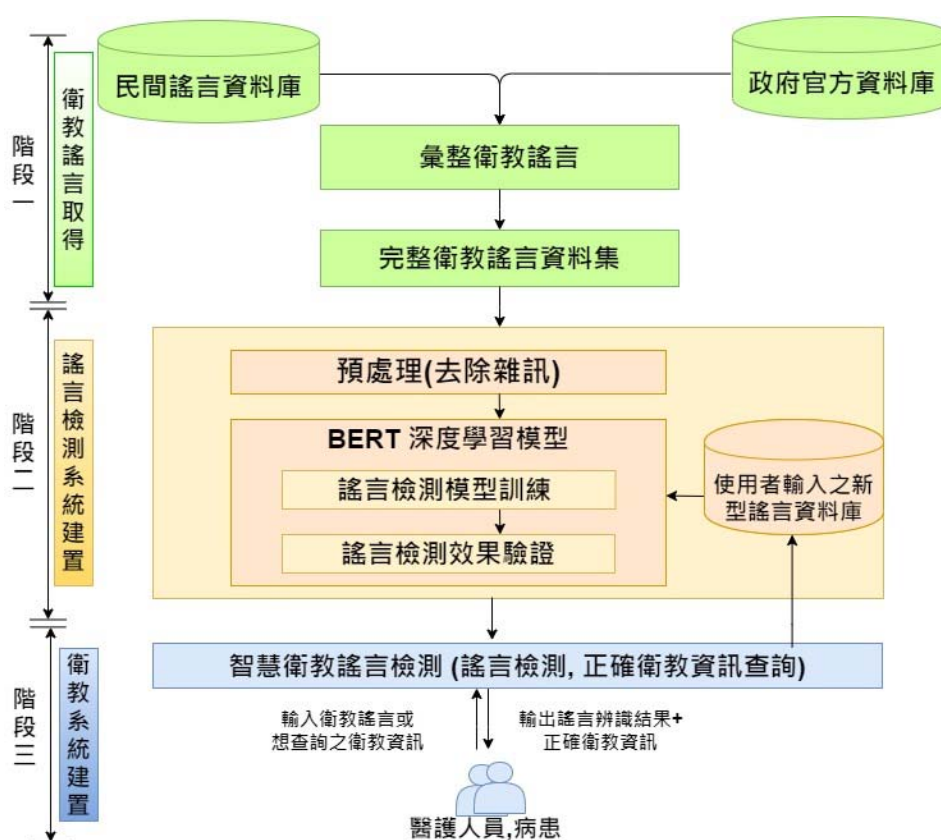 階段一
衛教謠言取得
民間謠言資料庫
政府官方資料庫
彙整衛教謠言
完整衛教謠言資料集
階段二
謠言檢測系統建置
預處理(去除雜訊)
BERT 深度學習模型
謠言檢測模型訓練
謠言檢測效果驗證
使用者輸入之新
型謠言資料庫
階段三
衛教系統建置
智慧衛教謠言檢測 (謠言檢測, 正確衛教資訊查詢)
輸入衛教謠言或
想查詢之衛教資訊
輸出謠言辨識結果+
正確衛教資訊
醫護人員,病患